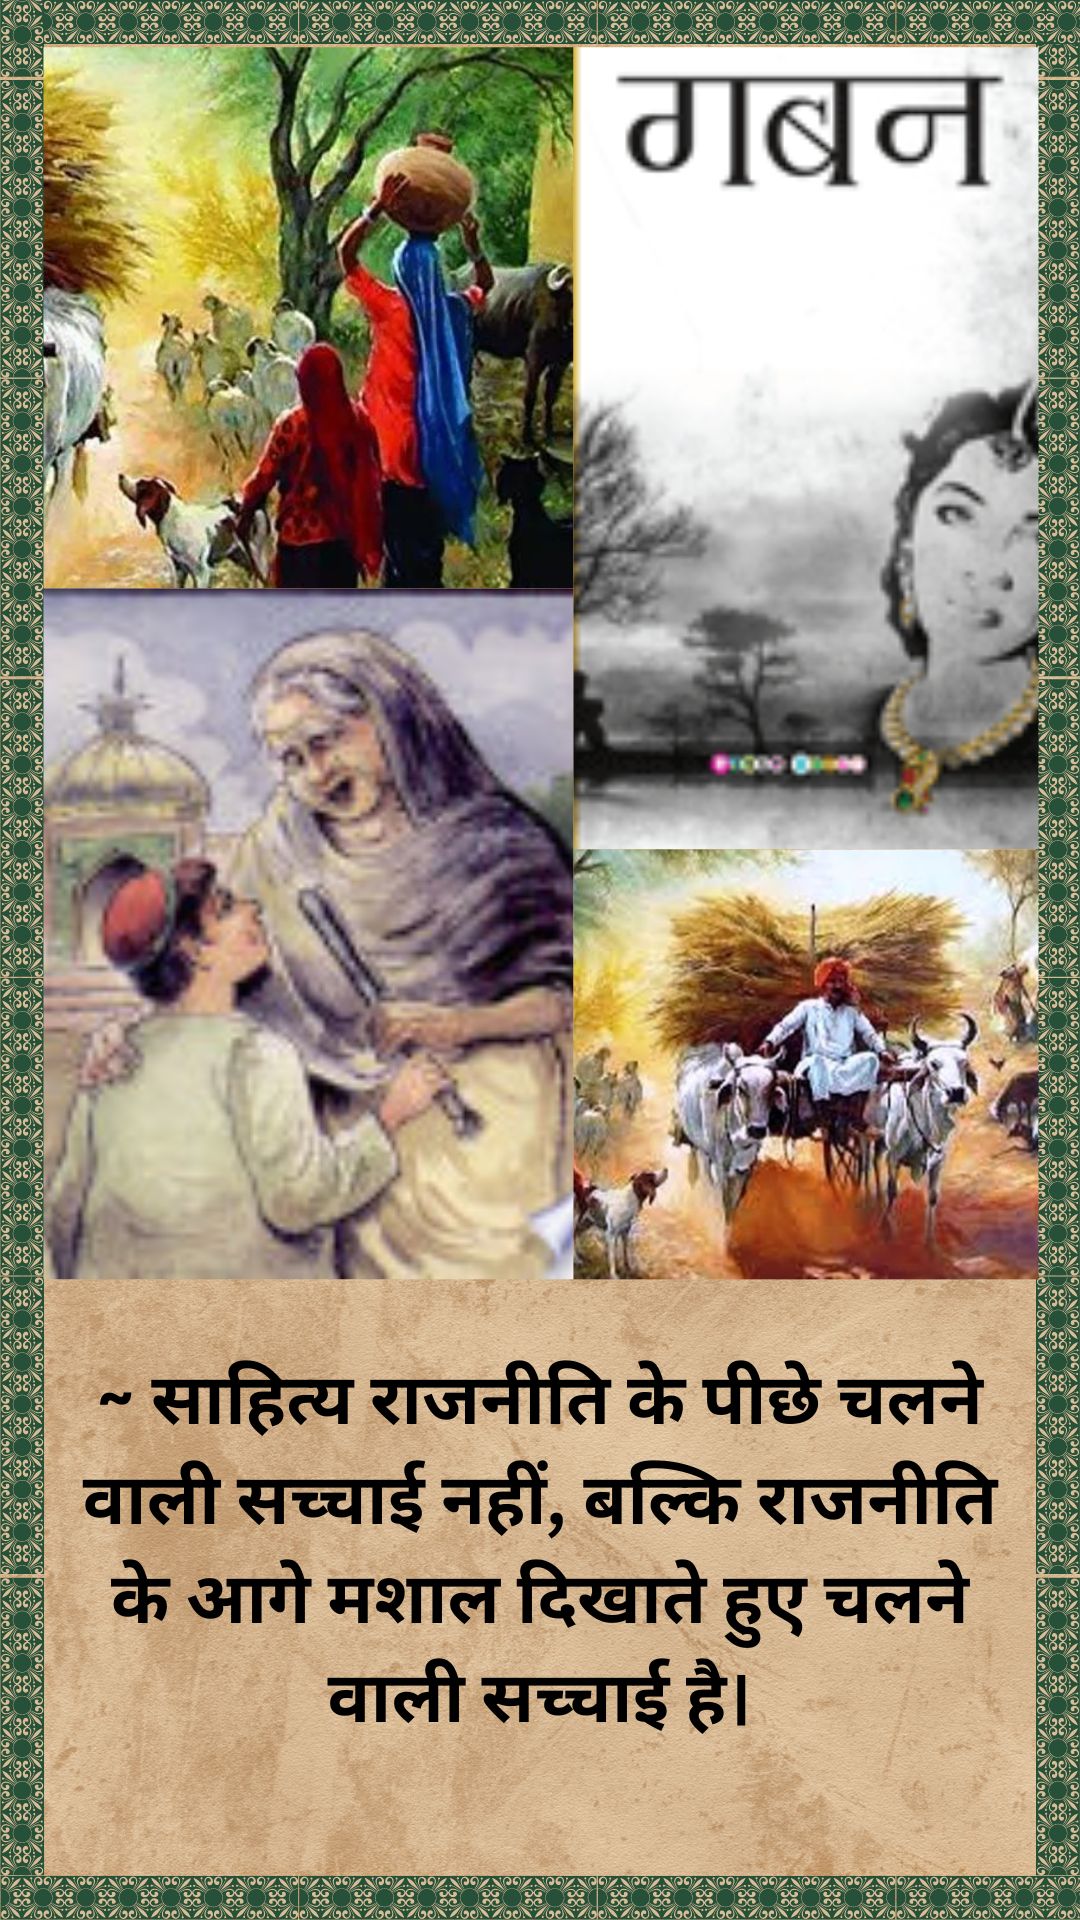 गबन
~ साहित्य राजनीति के पीछे चलने
वाली सच्चाई नहीं, बल्कि राजनीति
के आगे मशाल दिखाते हुए चलने
वाली सच्चाई है।